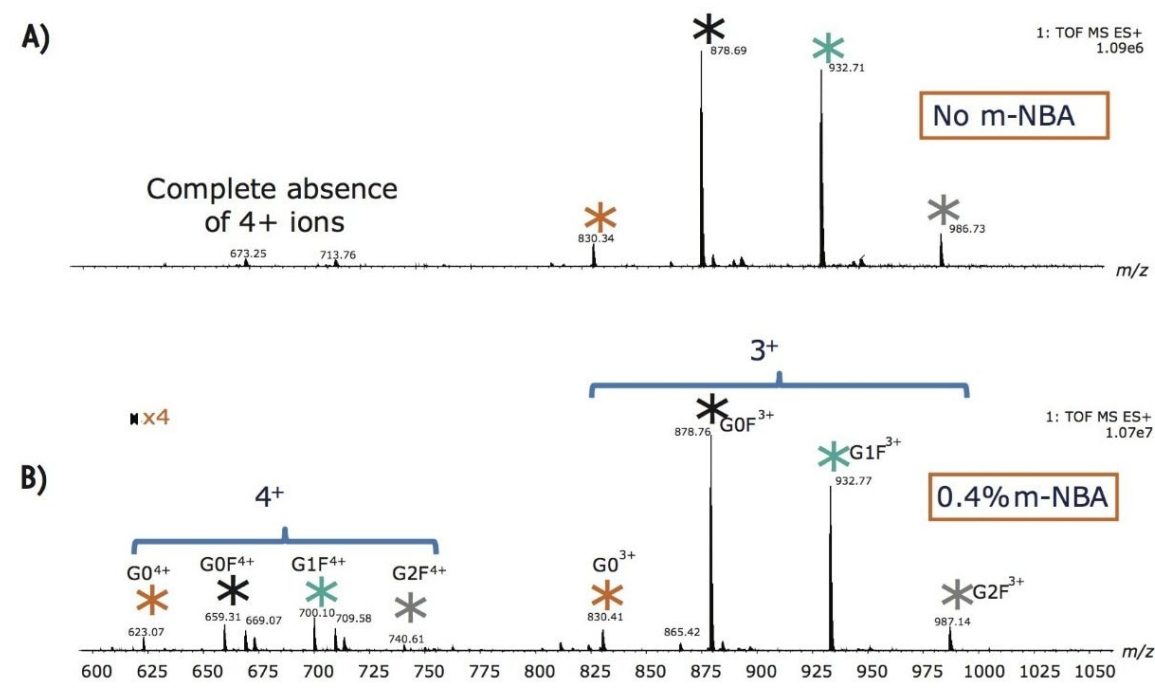 A)
878.69
932.71
1: TOF MS ES+
1.09e6
No m-NBA
Complete absence
of 4+ ions
830.34
986.73
673.25
713.76
m/z
3+
x4
878.76
G0F3+
1: TOF MS ES+
1.07e7
G1F3+
932.77
B)
4+
0.4%m-NBA
G04+
G0F4+
G1F4+
G2F4+
G03+
G2F3+
623.07
659.31
669.07
700.10
709.58
740.61
830.41
865.42
987.14
600 625 650 675 700 725 750 775 800 825 850 875 900 925 950 975 1000 1025 1050 m/z